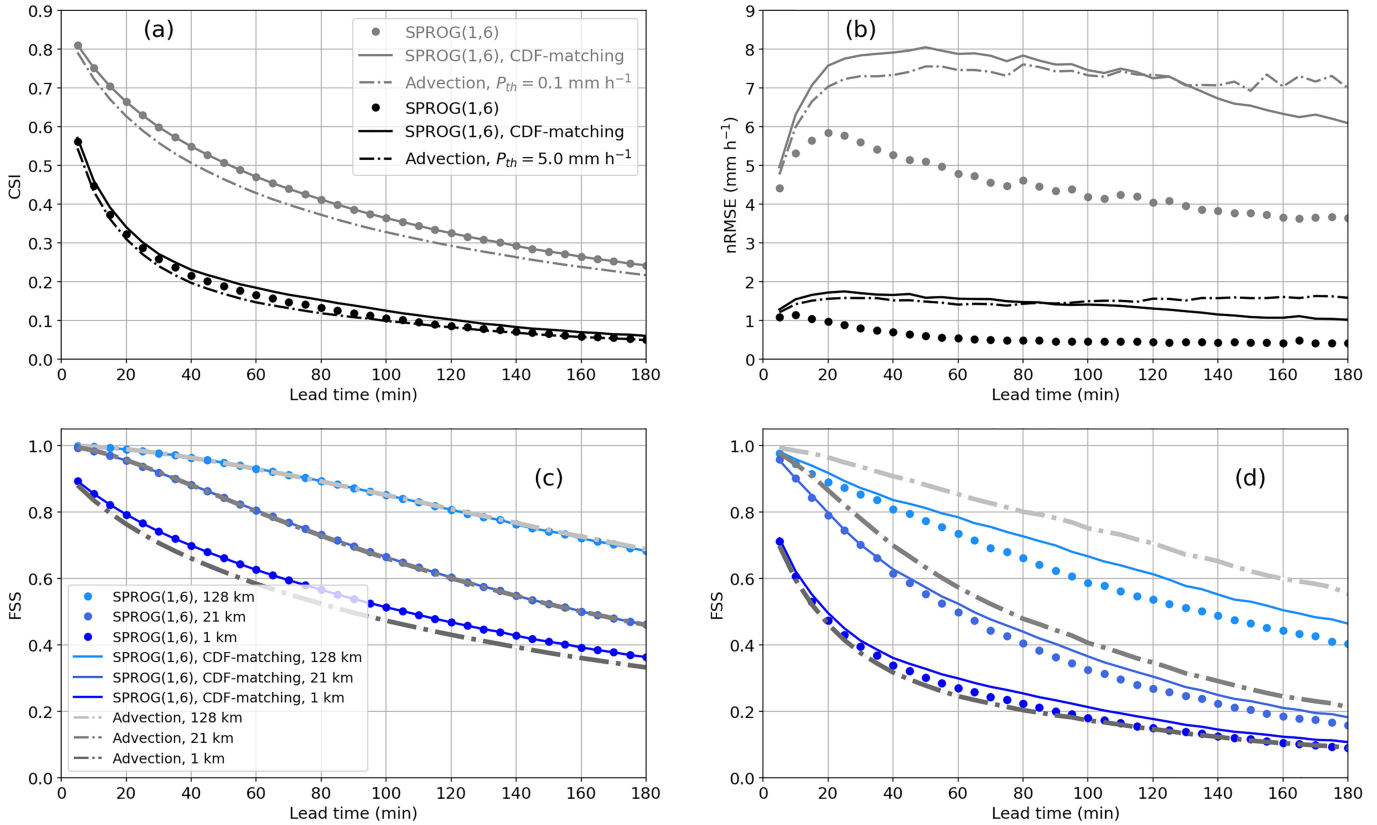 (a)
CSI
0.9
0.8
0.7
0.6
0.5
0.4
0.3
0.2
0.1
0.0
SPROG(1,6)
SPROG(1,6), CDF-matching
Advection, P_th = 0.1 mm h⁻¹
SPROG(1,6)
SPROG(1,6), CDF-matching
Advection, P_th = 5.0 mm h⁻¹
0 20 40 60 80 100 120 140 160 180
Lead time (min)
(b)
nRMSE (mm h⁻¹)
9
8
7
6
5
4
3
2
1
0
0 20 40 60 80 100 120 140 160 180
Lead time (min)
(c)
FSS
1.0
0.8
0.6
0.4
0.2
0.0
SPROG(1,6), 128 km
SPROG(1,6), 21 km
SPROG(1,6), 1 km
SPROG(1,6), CDF-matching, 128 km
SPROG(1,6), CDF-matching, 21 km
SPROG(1,6), CDF-matching, 1 km
Advection, 128 km
Advection, 21 km
Advection, 1 km
0 20 40 60 80 100 120 140 160 180
Lead time (min)
(d)
FSS
1.0
0.8
0.6
0.4
0.2
0.0
0 20 40 60 80 100 120 140 160 180
Lead time (min)